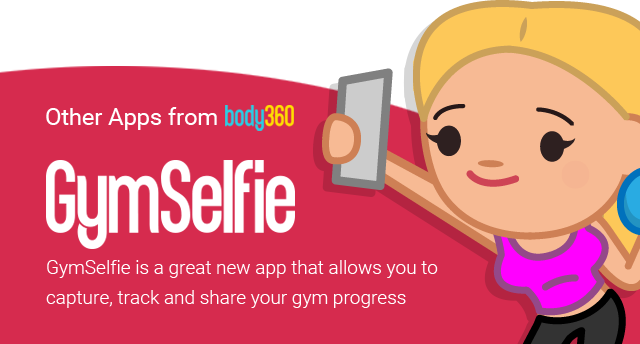 Other Apps from body360
GymSelfie
GymSelfie is a great new app that allows you to
capture, track and share your gym progress